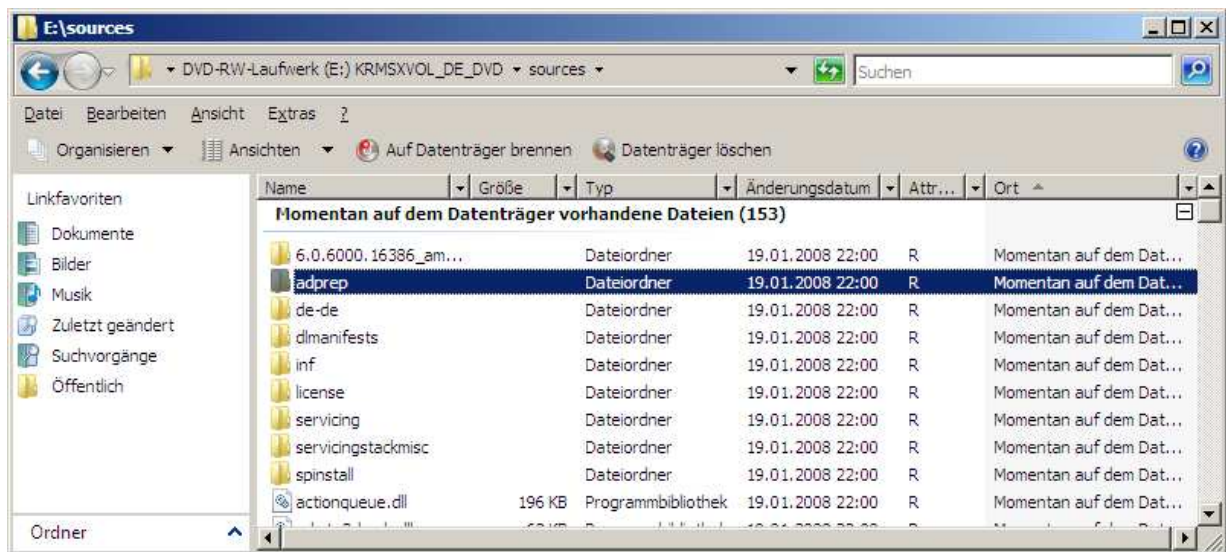 E:\sources
DVD-RW-Laufwerk (E:) KRMSXVOL_DE_DVD sources Suchen
Datei Bearbeiten Ansicht Extras ?
Organisieren Ansichten Auf Datenträger brennen Datenträger löschen
Linkfavoriten
Dokumente
Bilder
Musik
Zuletzt geändert
Suchvorgänge
Öffentlich
Ordner
Name Größe Typ Änderungsdatum Attr... Ort
Momentan auf dem Datenträger vorhandene Dateien (153)
6.0.6000.16386_am... Dateiordner 19.01.2008 22:00 R Momentan auf dem Dat...
adprep Dateiordner 19.01.2008 22:00 R Momentan auf dem Dat...
de-de Dateiordner 19.01.2008 22:00 R Momentan auf dem Dat...
dlmanifests Dateiordner 19.01.2008 22:00 R Momentan auf dem Dat...
inf Dateiordner 19.01.2008 22:00 R Momentan auf dem Dat...
license Dateiordner 19.01.2008 22:00 R Momentan auf dem Dat...
servicing Dateiordner 19.01.2008 22:00 R Momentan auf dem Dat...
servicingstackmisc Dateiordner 19.01.2008 22:00 R Momentan auf dem Dat...
spinstall Dateiordner 19.01.2008 22:00 R Momentan auf dem Dat...
actionqueue.dll 196 KB Programmbibliothek 19.01.2008 22:00 R Momentan auf dem Dat...